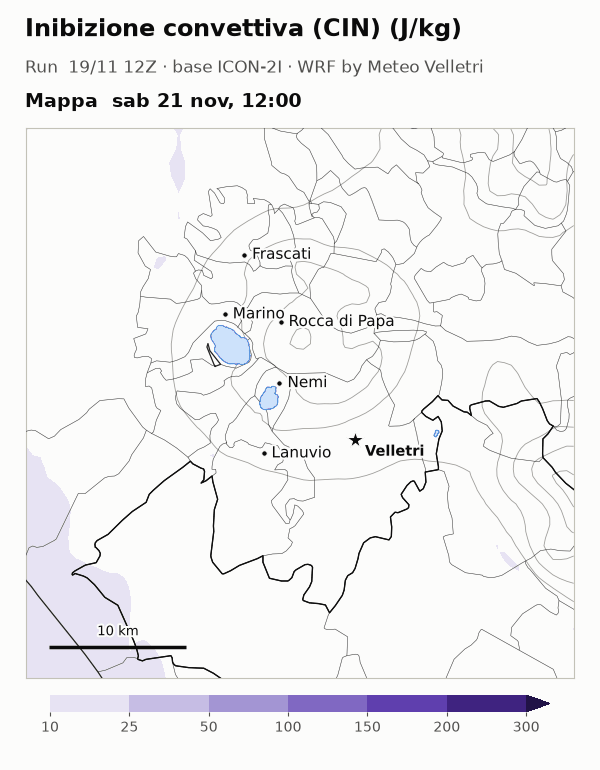 Inibizione convettiva (CIN) (J/kg)
Run  19/11 12Z · base ICON-2I · WRF by Meteo Velletri
Mappa  sab 21 nov, 12:00
Frascati
Marino
Rocca di Papa
Nemi
Velletri
Lanuvio
10 km
10 25 50 100 150 200 300